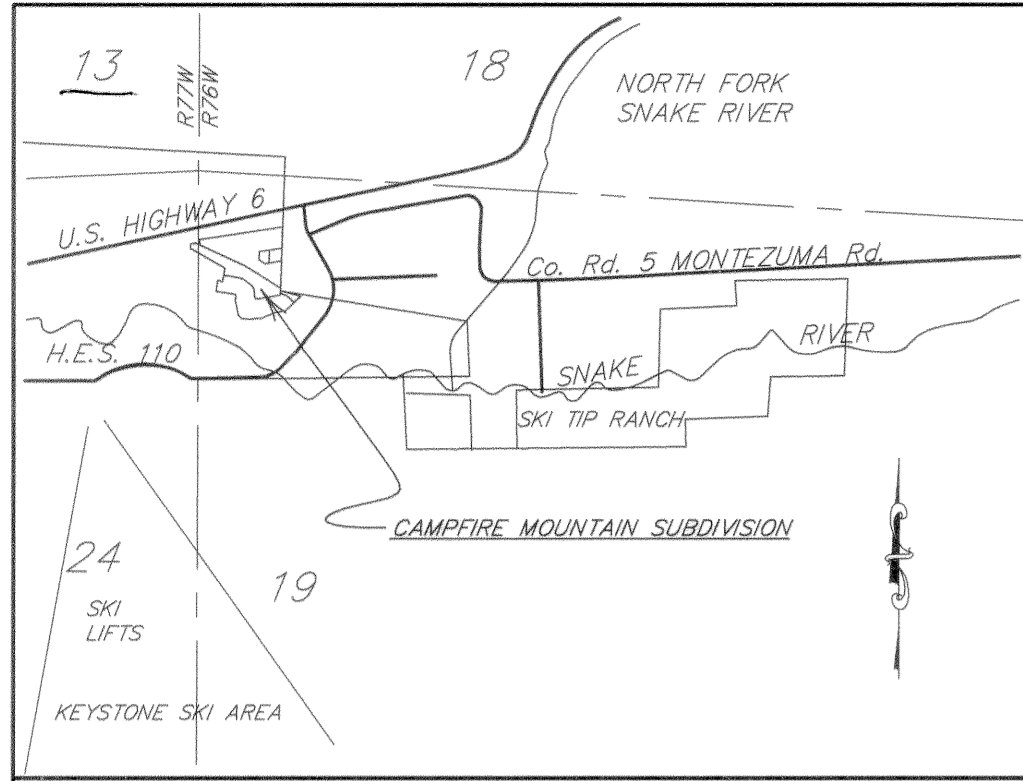 13
R77W
R76W
18
NORTH FORK
SNAKE RIVER
U.S. HIGHWAY 6
Co. Rd. 5 MONTEZUMA Rd.
H.E.S. 110
SNAKE
RIVER
SKI TIP RANCH
CAMPFIRE MOUNTAIN SUBDIVISION
24
19
SKI
LIFTS
KEYSTONE SKI AREA